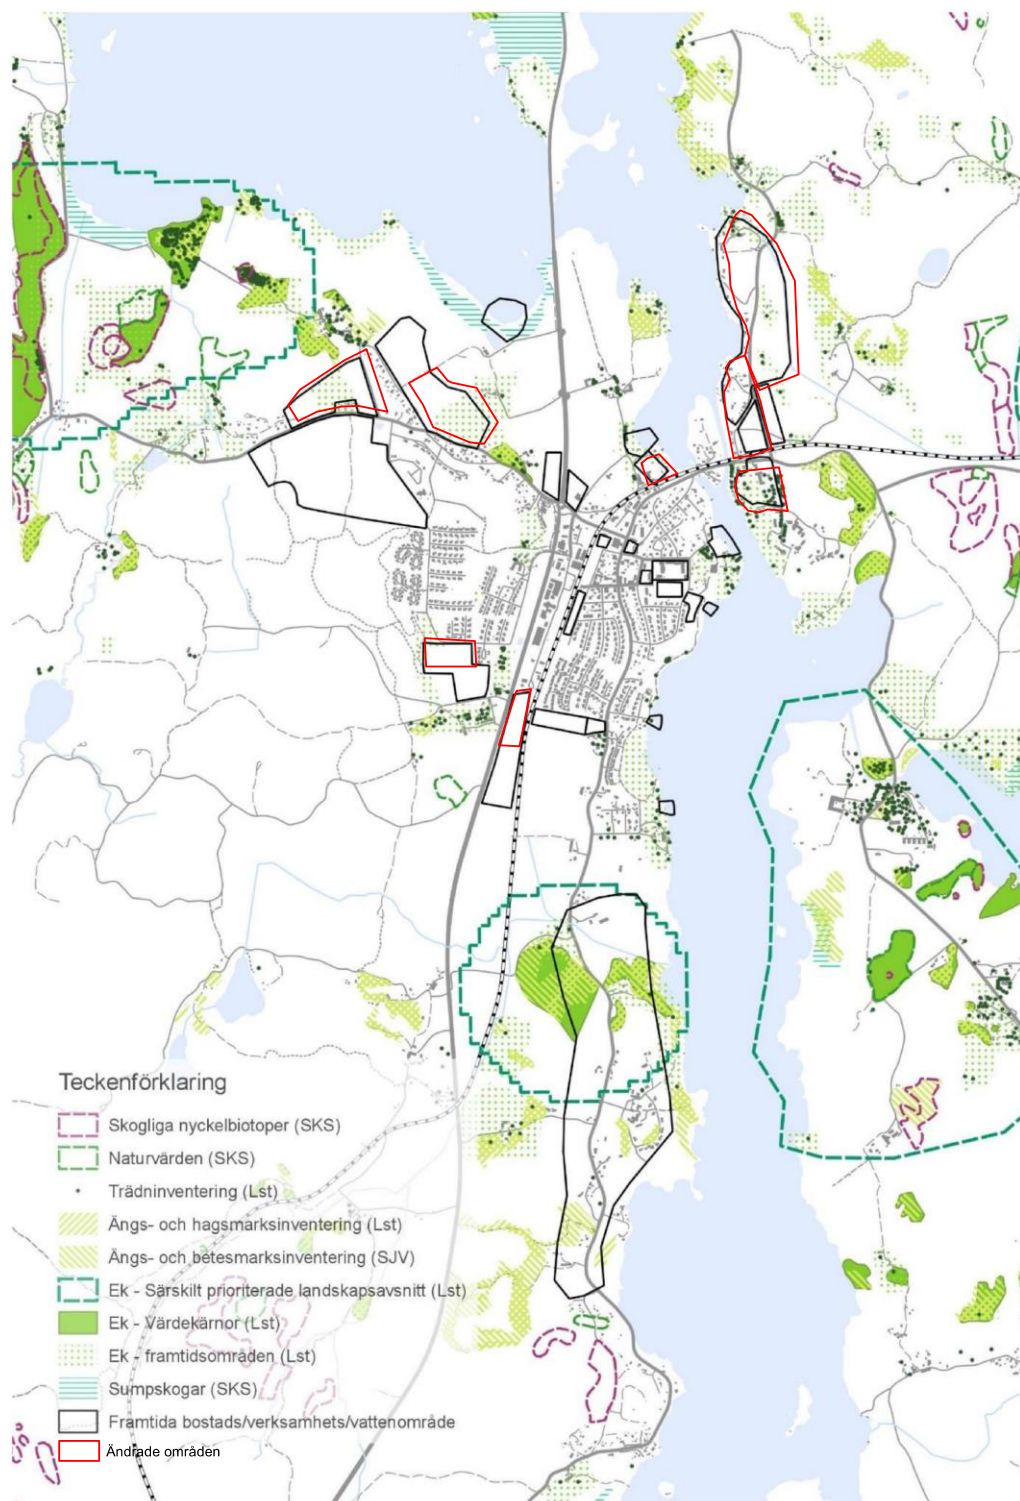 Teckenförklaring
Skogliga nyckelbiotoper (SKS)
Naturvärden (SKS)
Trädninventering (Lst)
Ängs- och hagsmarksinventering (Lst)
Ängs- och betesmarksinventering (SJV)
Ek - Särskilt prioriterade landskapsavsnitt (Lst)
Ek - Värdekärnor (Lst)
Ek - framtidsområden (Lst)
Sumpskogar (SKS)
Framtida bostads/verksamhets/vattenområde
Ändrade områden